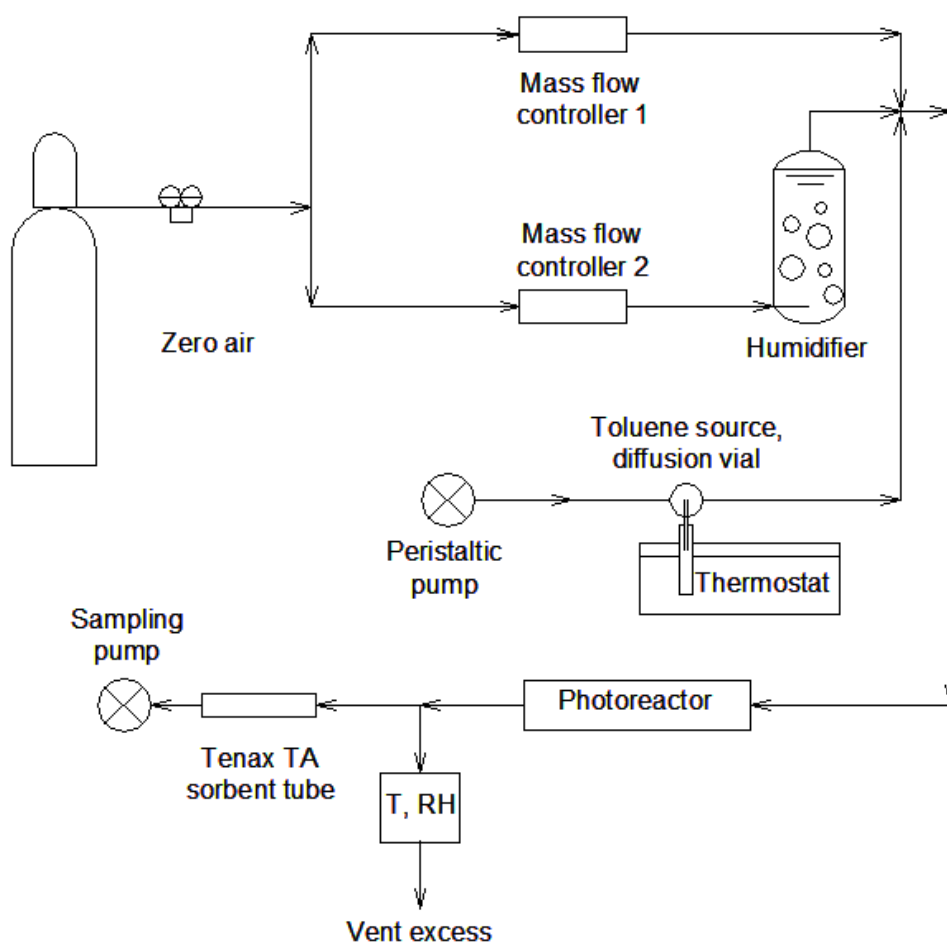 Mass flow
controller 1
Mass flow
controller 2
Zero air
Humidifier
Toluene source,
diffusion vial
Peristaltic
pump
Thermostat
Sampling
pump
Photoreactor
Tenax TA
sorbent tube
T, RH
Vent excess